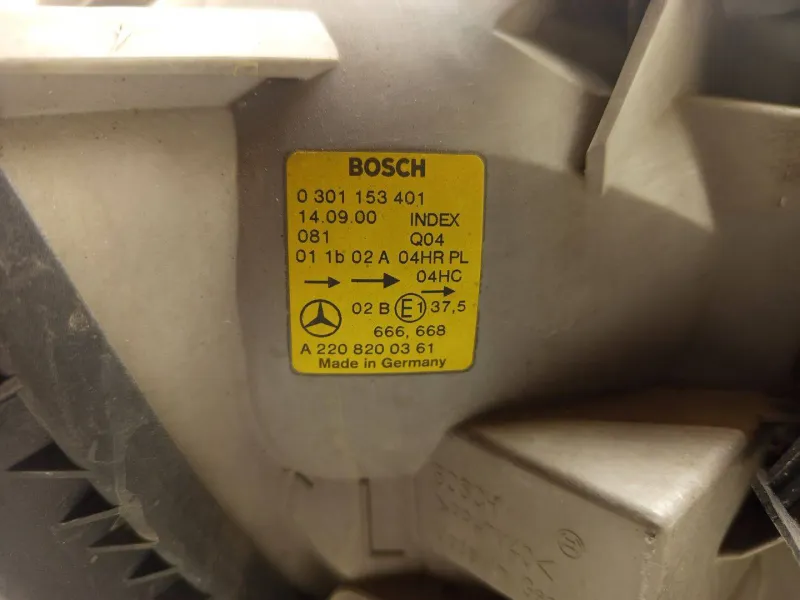 BOSCH
0 301 153 401
14.09.00 INDEX
081 Q04
01 1b 02 A 04HR PL
04HC
02 B E1 37,5
666, 668
A 220 820 03 61
Made in Germany
L
BOSCH